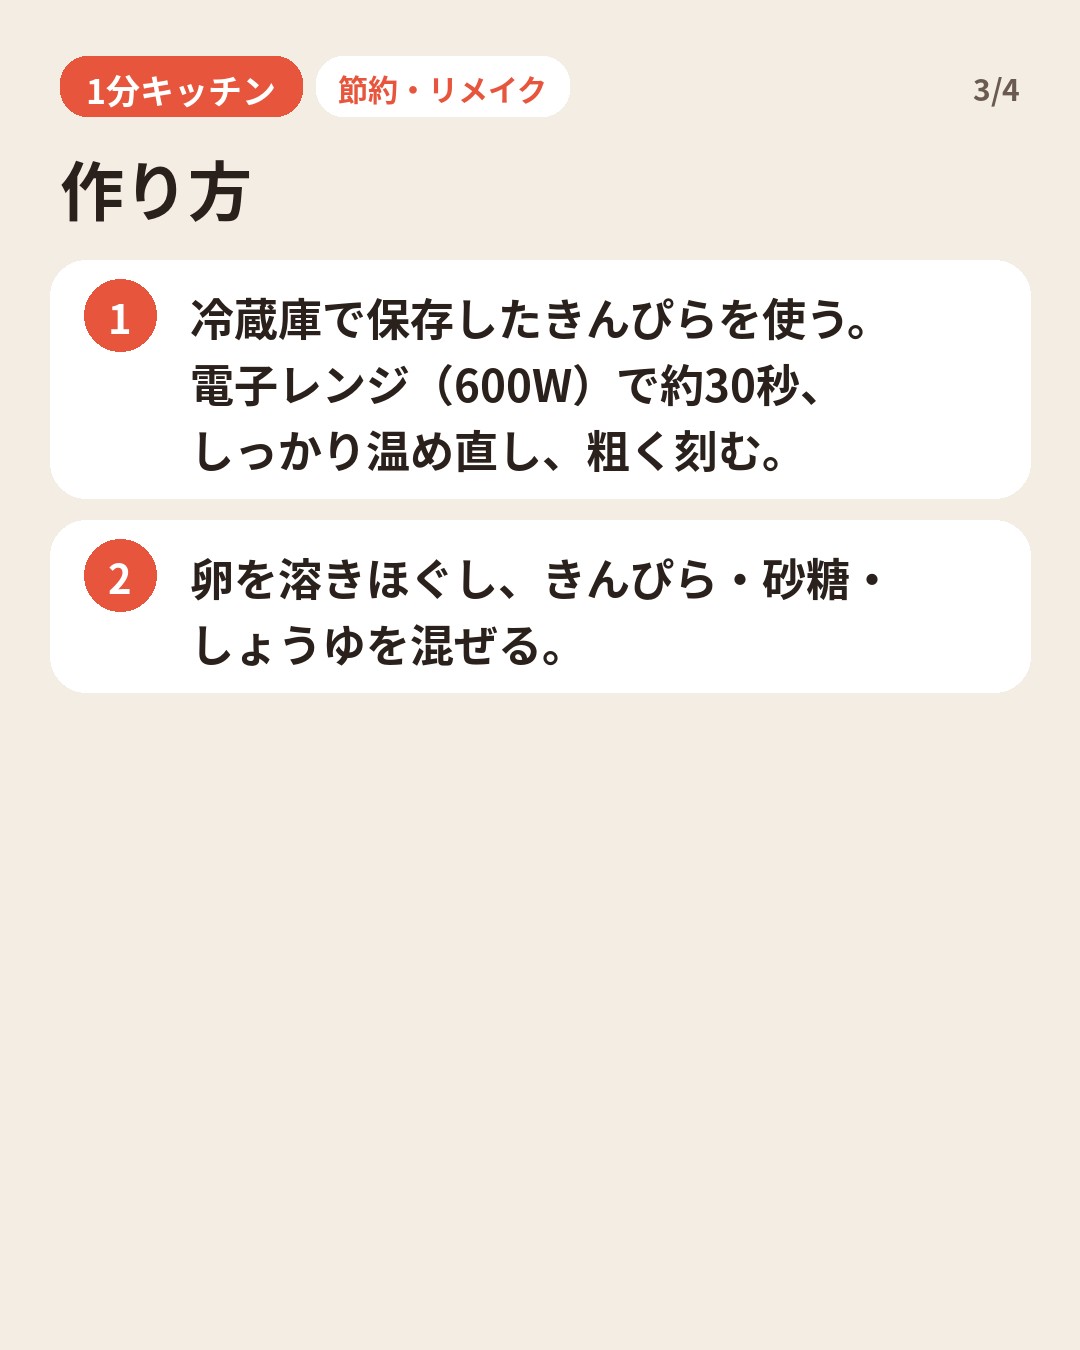 1分キッチン
節約・リメイク
3/4
作り方
1
冷蔵庫で保存したきんぴらを使う。
電子レンジ（600W）で約30秒、
しっかり温め直し、粗く刻む。
2
卵を溶きほぐし、きんぴら・砂糖・
しょうゆを混ぜる。